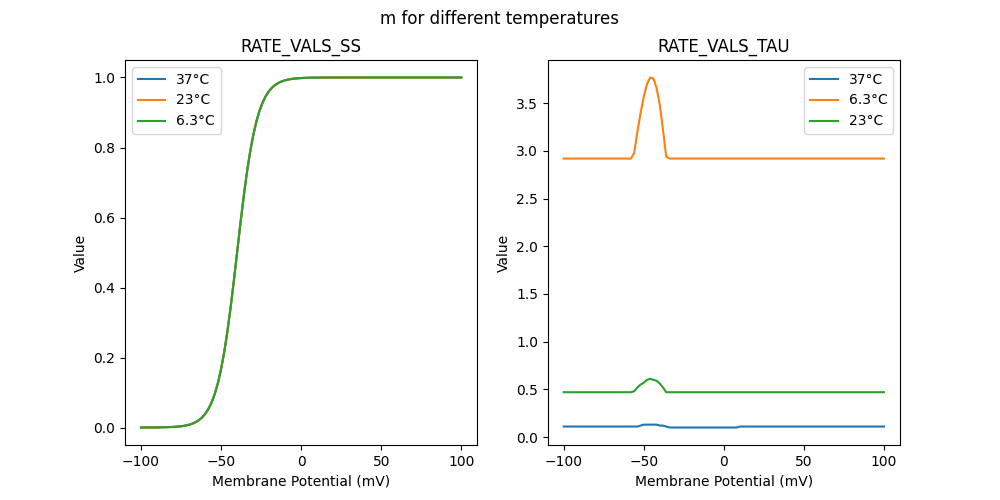 m for different temperatures
RATE_VALS_SS
1.0
0.8
0.6
0.4
0.2
0.0
Value
37°C
23°C
6.3°C
−100
−50
0
50
100
Membrane Potential (mV)
RATE_VALS_TAU
3.5
3.0
2.5
2.0
1.5
1.0
0.5
0.0
Value
37°C
6.3°C
23°C
−100
−50
0
50
100
Membrane Potential (mV)